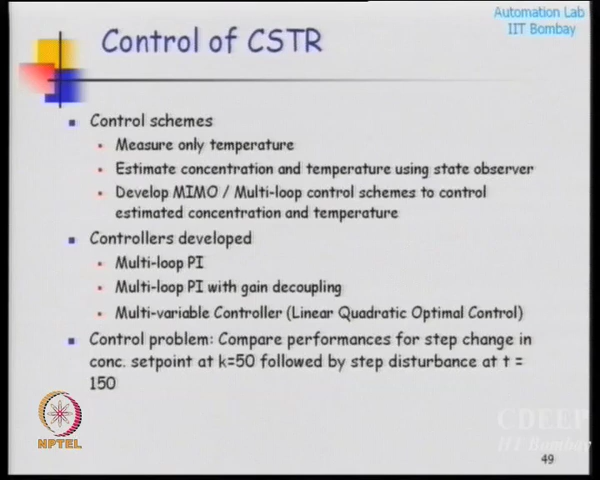 Automation Lab
IIT Bombay
Control of CSTR
Control schemes
Measure only temperature
Estimate concentration and temperature using state observer
Develop MIMO / Multi-loop control schemes to control
estimated concentration and temperature
Controllers developed
Multi-loop PI
Multi-loop PI with gain decoupling
Multi-variable Controller (Linear Quadratic Optimal Control)
Control problem: Compare performances for step change in
conc. setpoint at k=50 followed by step disturbance at t =
150
NPTEL
CDEEP
IIT Bombay
49